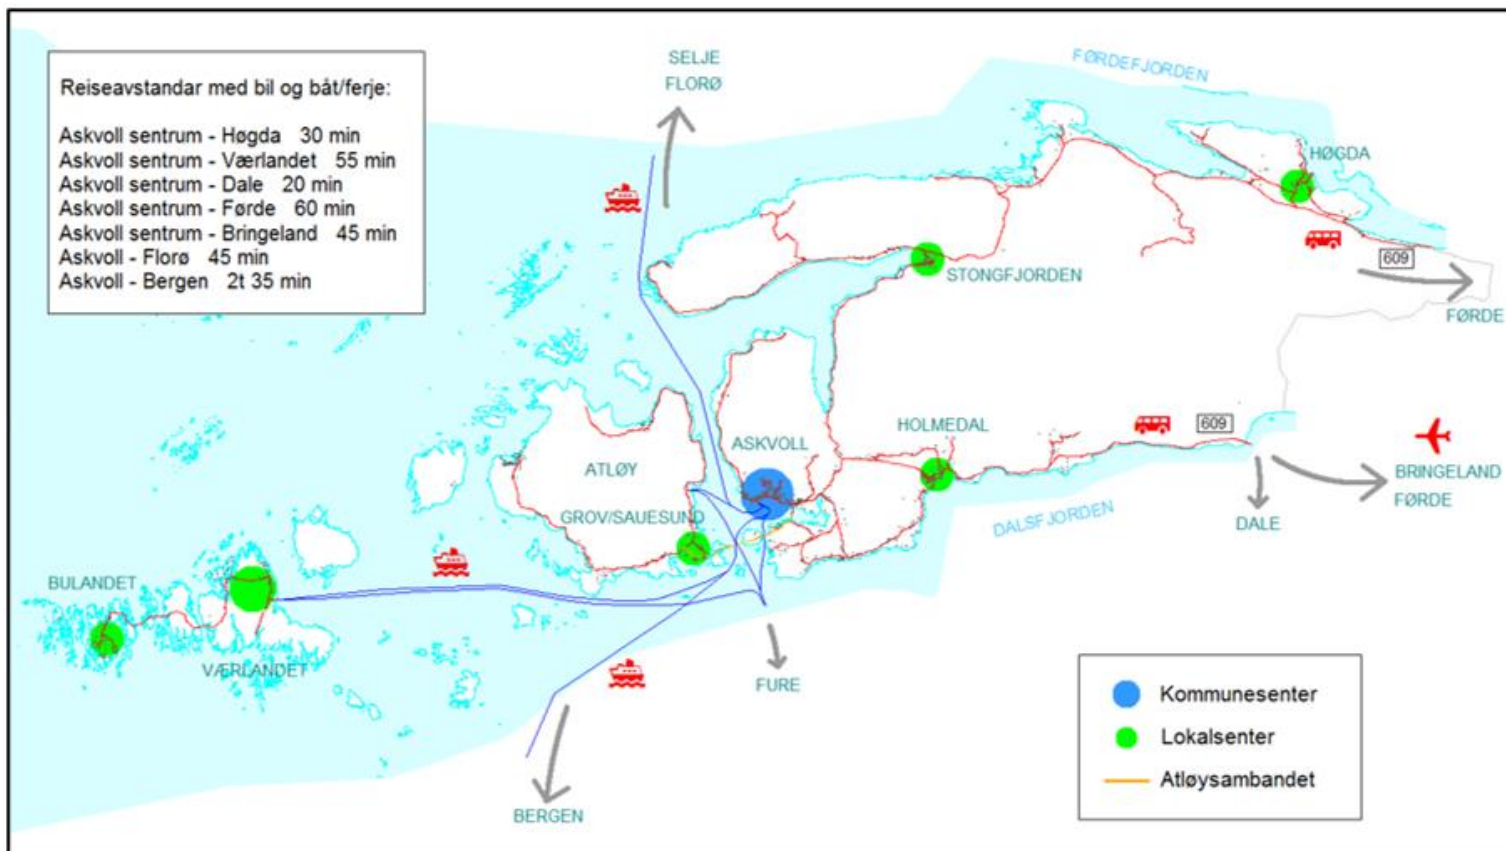 Reiseavstandar med bil og båt/ferje:
Askvoll sentrum - Høgda 30 min
Askvoll sentrum - Værlandet 55 min
Askvoll sentrum - Dale 20 min
Askvoll sentrum - Førde 60 min
Askvoll sentrum - Bringeland 45 min
Askvoll - Florø 45 min
Askvoll - Bergen 2t 35 min
SELJE
FLORØ
FØRDEFJORDEN
HØGDA
609
STONGFJORDEN
FØRDE
ASKVOLL
HOLMEDAL
609
ATLØY
BRINGELAND
FØRDE
GROV/SAUESUND
DALSFJORDEN
DALE
BULANDET
VÆRLANDET
FURE
BERGEN
Kommunesenter
Lokalsenter
Atløysambandet